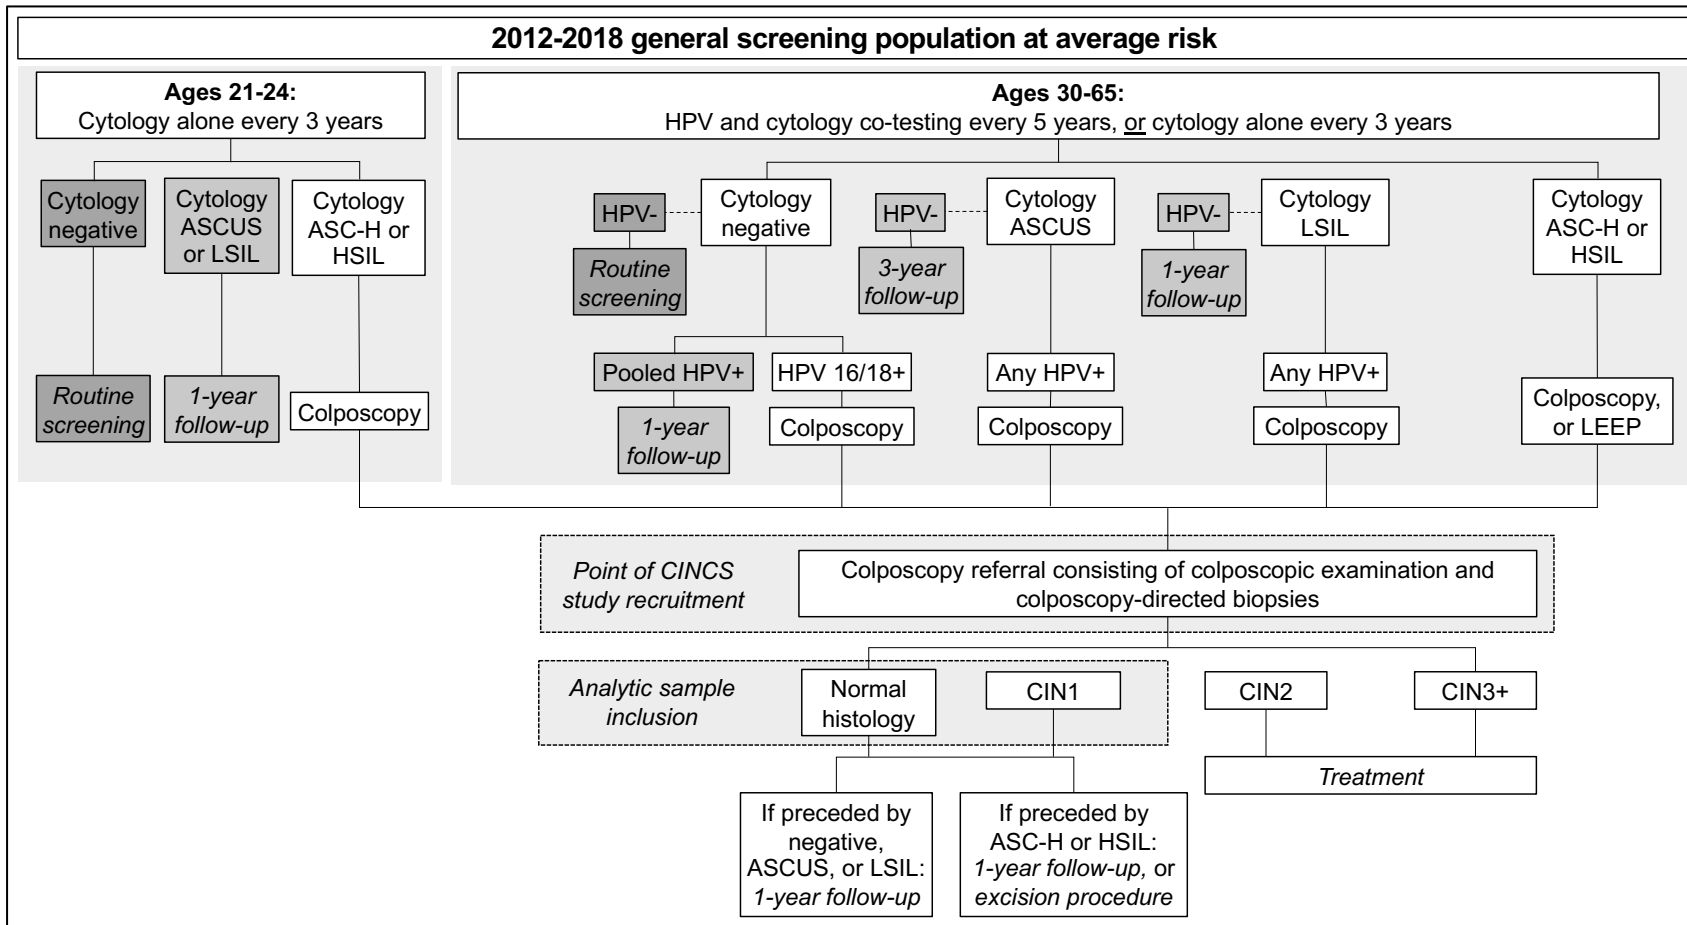 2012-2018 general screening population at average risk
Ages 21-24:
Cytology alone every 3 years
Cytology
negative
Cytology
ASCUS
or LSIL
Cytology
ASC-H or
HSIL
Routine
screening
1-year
follow-up
Colposcopy
Ages 30-65:
HPV and cytology co-testing every 5 years, or cytology alone every 3 years
HPV-
Cytology
negative
Routine
screening
HPV-
Cytology
ASCUS
3-year
follow-up
HPV-
Cytology
LSIL
1-year
follow-up
Cytology
ASC-H or
HSIL
Pooled HPV+
HPV 16/18+
Any HPV+
Any HPV+
1-year
follow-up
Colposcopy
Colposcopy
Colposcopy
Colposcopy,
or LEEP
Point of CINCS
study recruitment
Colposcopy referral consisting of colposcopic examination and
colposcopy-directed biopsies
Analytic sample
inclusion
Normal
histology
CIN1
CIN2
CIN3+
Treatment
If preceded by
negative,
ASCUS, or LSIL:
1-year follow-up
If preceded by
ASC-H or HSIL:
1-year follow-up, or
excision procedure